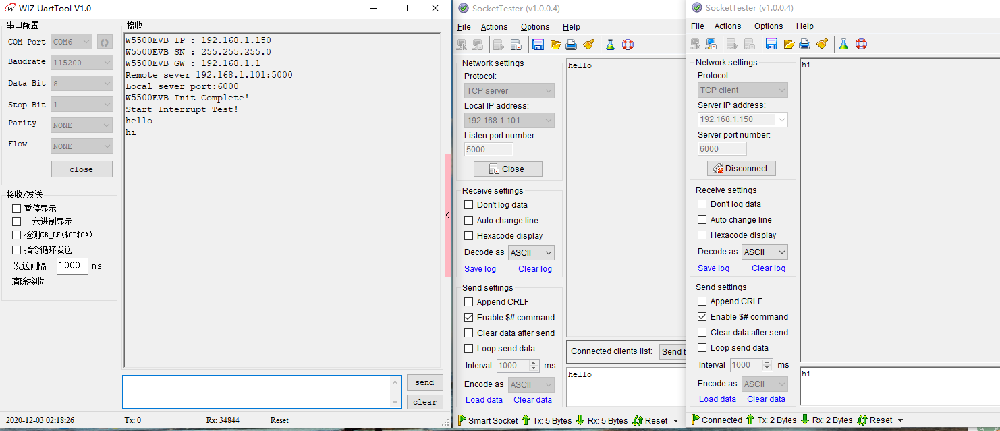 WIZ UartTool V1.0
串口配置
COM Port COM6
Baudrate 115200
Data Bit 8
Stop Bit 1
Parity NONE
Flow NONE
close
接收/发送
暂停显示
十六进制显示
检测CR_LF($0D$0A)
指令循环发送
发送间隔 1000 ms
清除接收
接收
W5500EVB IP : 192.168.1.150
W5500EVB SN : 255.255.255.0
W5500EVB GW : 192.168.1.1
Remote sever 192.168.1.101:5000
Local sever port:6000
W5500EVB Init Complete!
Start Interrupt Test!
hello
hi
send
clear
2020-12-03 02:18:26 Tx: 0 Rx: 34844 Reset
SocketTester (v1.0.0.4)
File Actions Options Help
Network settings
Protocol:
TCP server
Local IP address:
192.168.1.101
Listen port number:
5000
Close
Receive settings
Don't log data
Auto change line
Hexacode display
Decode as ASCII
Save log Clear log
Send settings
Append CRLF
Enable $# command
Clear data after send
Loop send data
Interval 1000 ms
Encode as ASCII
Load data Clear data
hello
Connected clients list: Send t
hello
Smart Socket Tx: 5 Bytes Rx: 5 Bytes Reset
SocketTester (v1.0.0.4)
File Actions Options Help
Network settings
Protocol:
TCP client
Server IP address:
192.168.1.150
Server port number:
6000
Disconnect
Receive settings
Don't log data
Auto change line
Hexacode display
Decode as ASCII
Save log Clear log
Send settings
Append CRLF
Enable $# command
Clear data after send
Loop send data
Interval 1000 ms
Encode as ASCII
Load data Clear data
hi
hi
Connected Tx: 2 Bytes Rx: 2 Bytes Reset